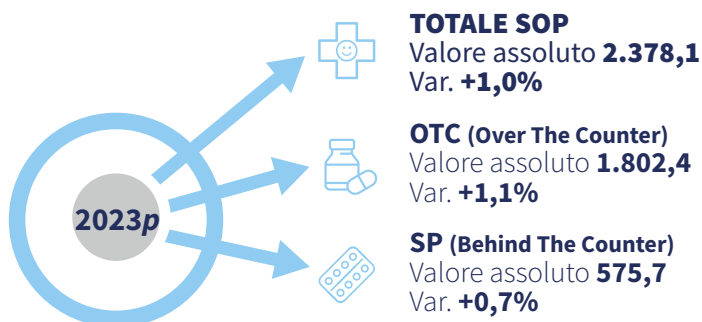 TOTALE SOP
Valore assoluto 2.378,1
Var. +1,0%
OTC (Over The Counter)
Valore assoluto 1.802,4
Var. +1,1%
2023p
SP (Behind The Counter)
Valore assoluto 575,7
Var. +0,7%